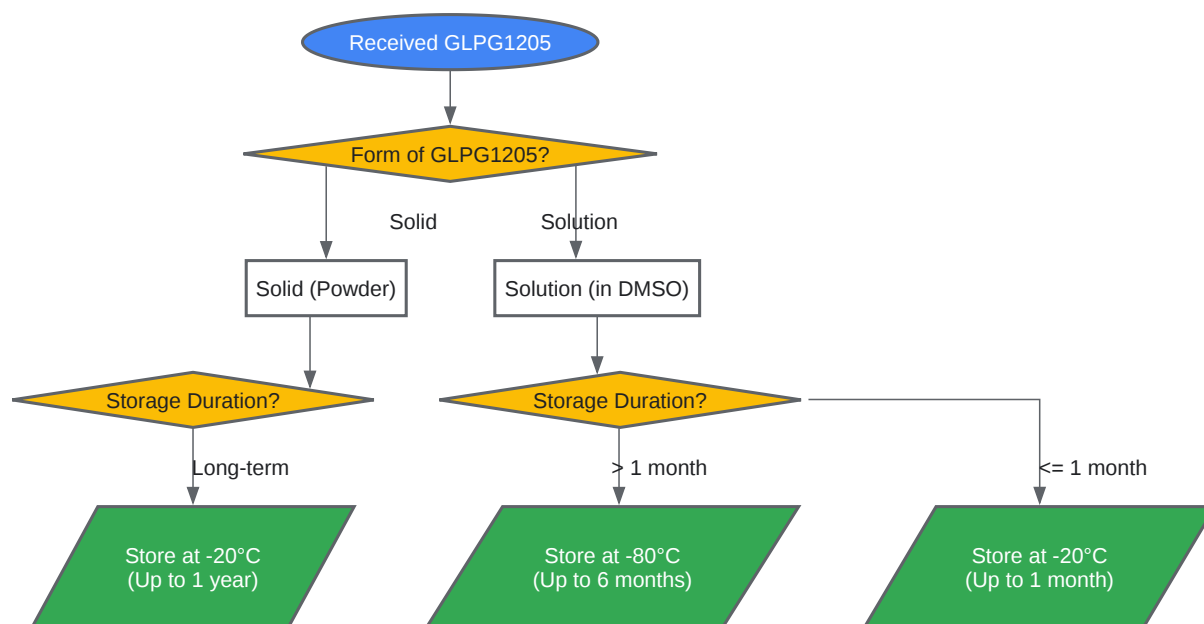 Received GLPG1205
Form of GLPG1205?
Solid
Solution
Solid (Powder)
Solution (in DMSO)
Storage Duration?
Storage Duration?
Long-term
> 1 month
<= 1 month
Store at -20°C
(Up to 1 year)
Store at -80°C
(Up to 6 months)
Store at -20°C
(Up to 1 month)